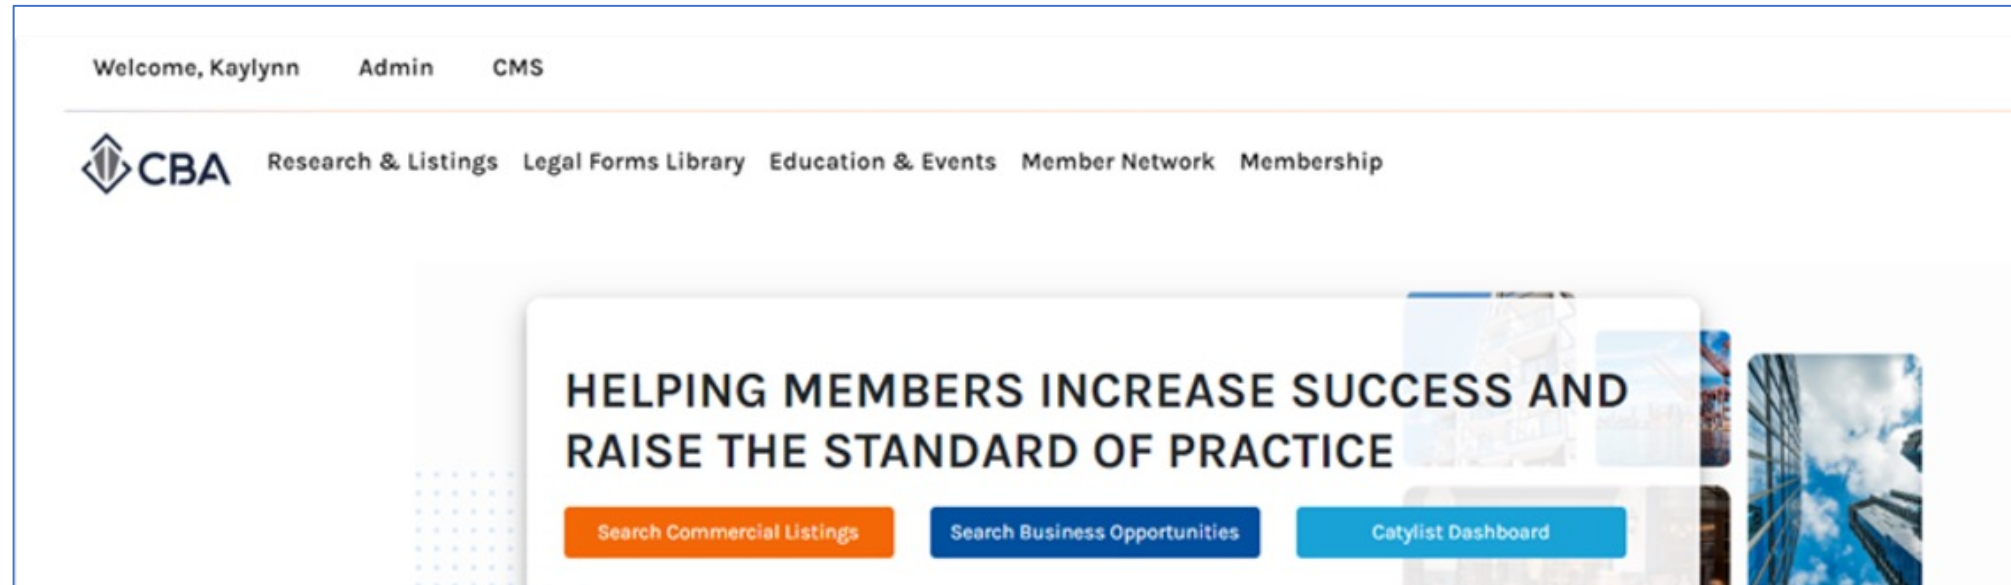 Welcome, Kaylynn Admin CMS
CBA Research & Listings Legal Forms Library Education & Events Member Network Membership
HELPING MEMBERS INCREASE SUCCESS AND
RAISE THE STANDARD OF PRACTICE
Search Commercial Listings Search Business Opportunities Catylist Dashboard